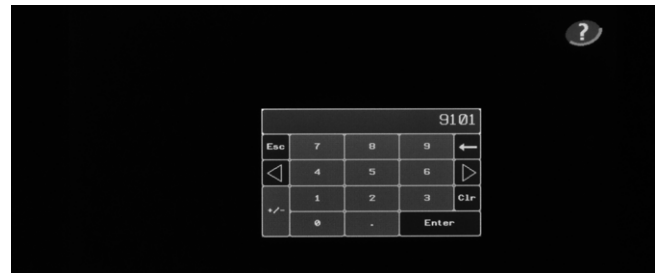 ?
9101
Esc 7 8 9 ←
◁ 4 5 6 ▷
+/- 1 2 3 Clr
0 . Enter